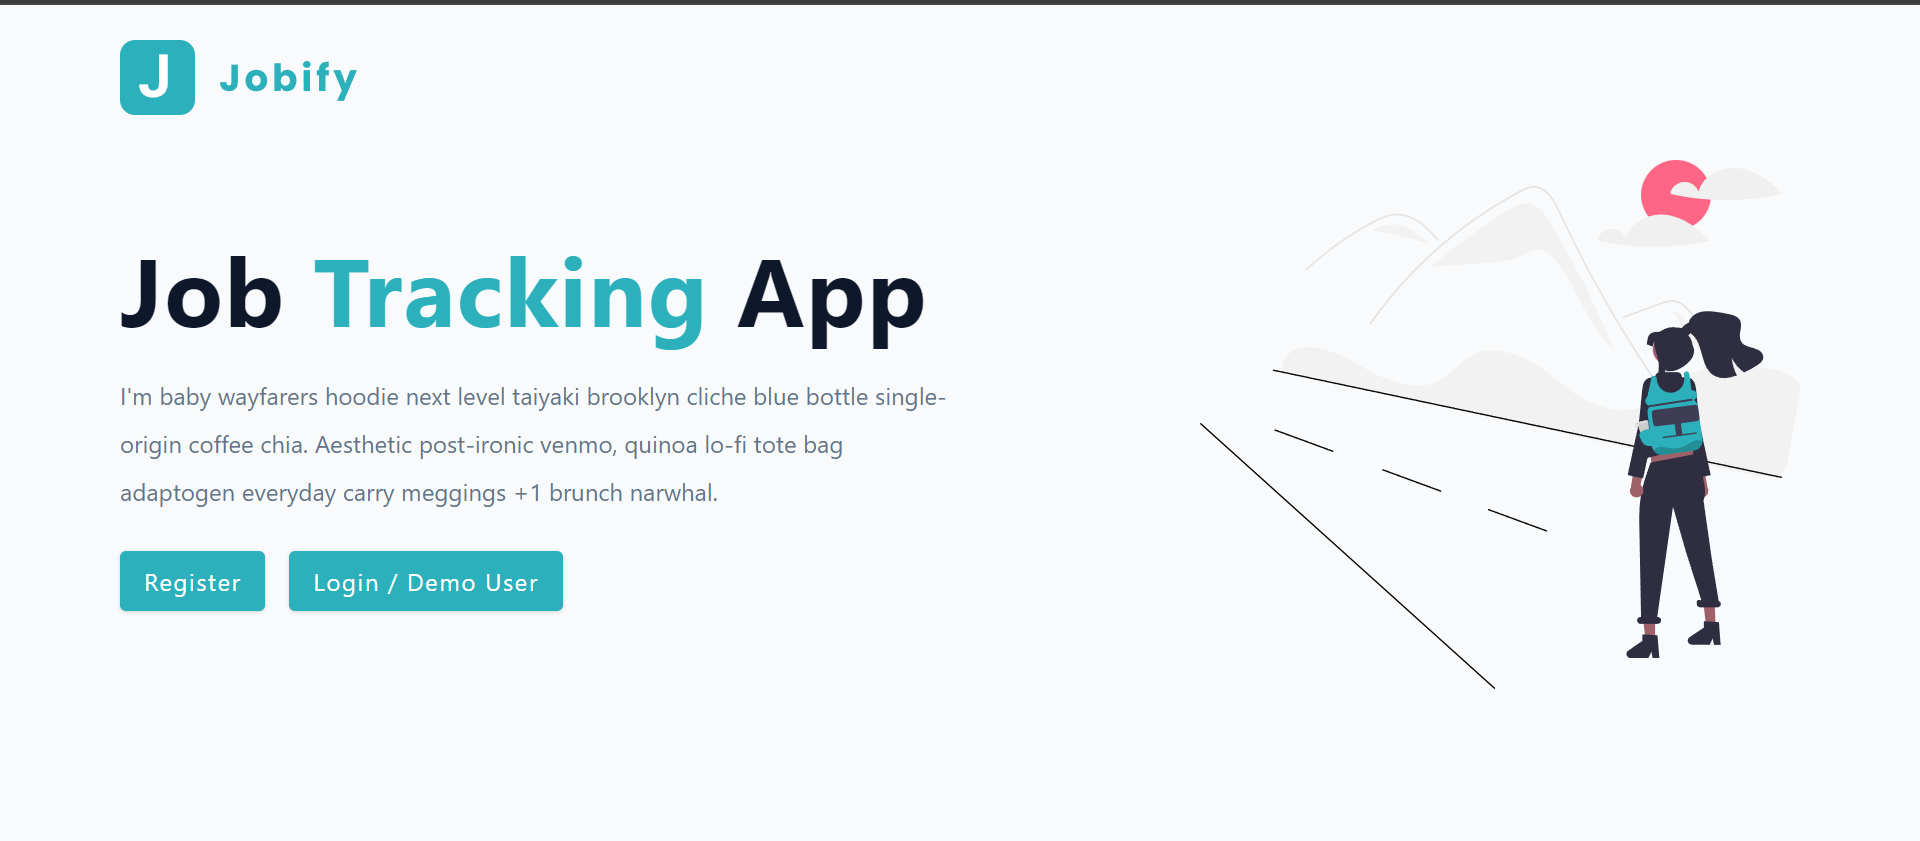 J Jobify
Job Tracking App
I'm baby wayfarers hoodie next level taiyaki brooklyn cliche blue bottle single-
origin coffee chia. Aesthetic post-ironic venmo, quinoa lo-fi tote bag
adaptogen everyday carry meggings +1 brunch narwhal.
Register Login / Demo User